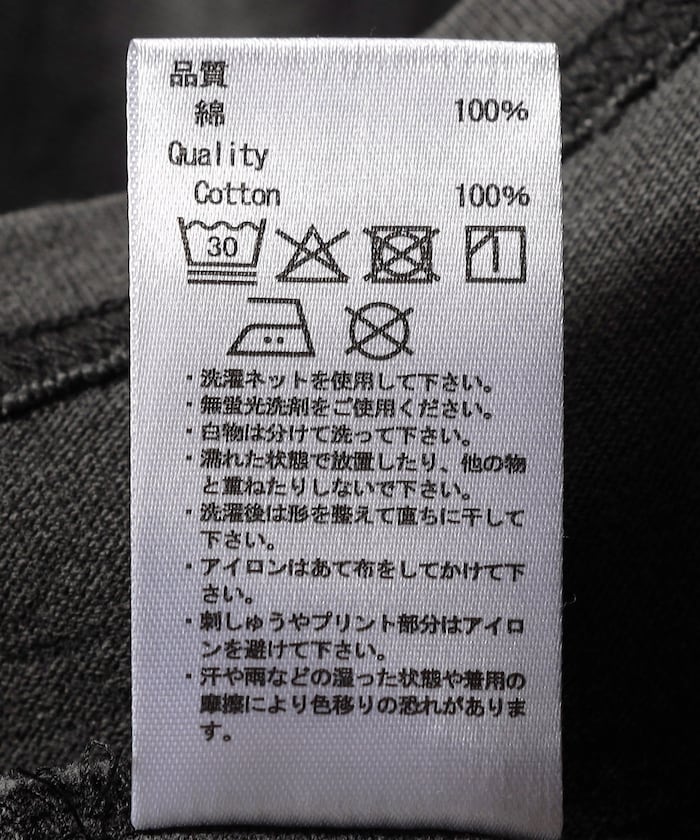 品質
綿 100%
Quality
Cotton 100%
30
・洗濯ネットを使用して下さい。
・無蛍光洗剤をご使用ください。
・白物は分けて洗って下さい。
・濡れた状態で放置したり、他の物
と重ねたりしないで下さい。
・洗濯後は形を整えて直ちに干して
下さい。
・アイロンはあて布をしてかけて下
さい。
・刺しゅうやプリント部分はアイロ
ンを避けて下さい。
・汗や雨などの湿った状態や着用の
摩擦により色移りの恐れがありま
す。